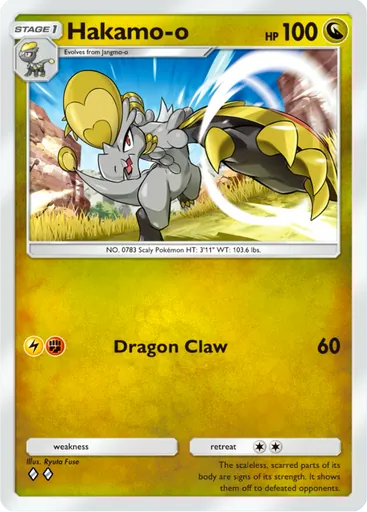 STAGE 1
Hakamo-o
HP 100
Evolves from Jangmo-o
NO. 0783 Scaly Pokémon HT: 3'11" WT: 103.6 lbs.
Dragon Claw 60
weakness
retreat
Illus. Ryuta Fuse
The scaleless, scarred parts of its
body are signs of its strength. It shows
them off to defeated opponents.